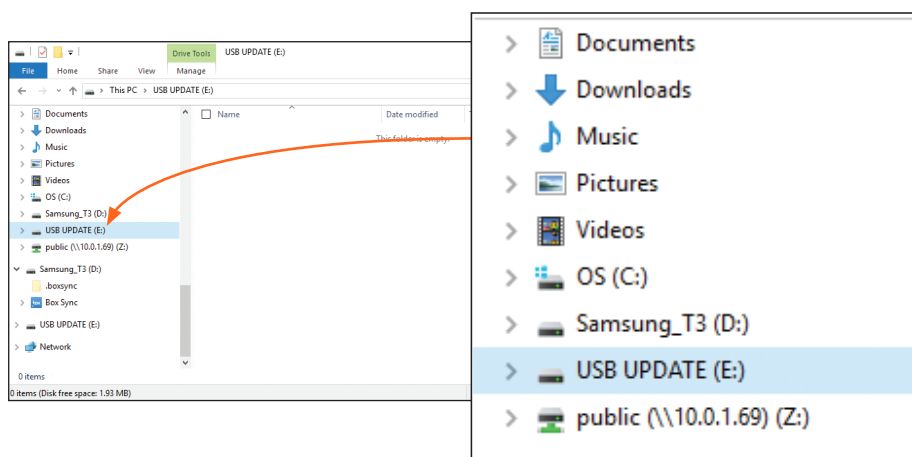 Drive Tools USB UPDATE (E:)
File Home Share View Manage
This PC > USB UPDATE (E:)
Name Date modified
This folder is empty.
Documents
Downloads
Music
Pictures
Videos
OS (C:)
Samsung_T3 (D:)
USB UPDATE (E:)
public (\\10.0.1.69) (Z:)
Samsung_T3 (D:)
.boxsync
Box Sync
USB UPDATE (E:)
Network
0 items
0 items (Disk free space: 1.93 MB)
Documents
Downloads
Music
Pictures
Videos
OS (C:)
Samsung_T3 (D:)
USB UPDATE (E:)
public (\\10.0.1.69) (Z:)